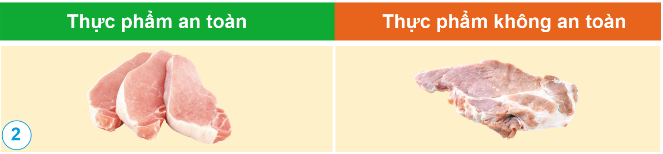 Thực phẩm an toàn
Thực phẩm không an toàn
2